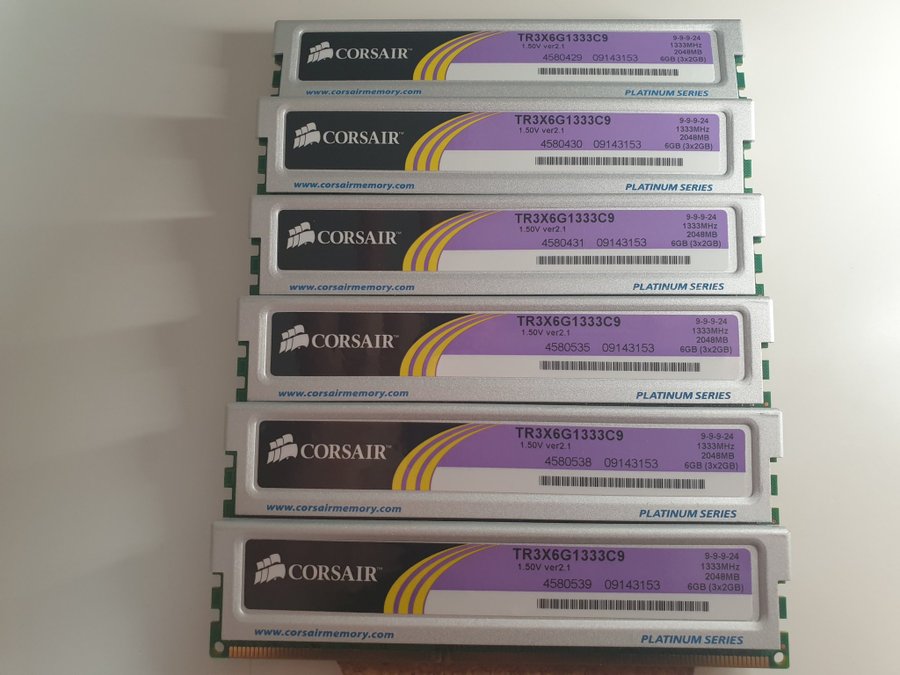 CORSAIR™ TR3X6G1333C9 9-9-9-24
1.50V ver2.1 1333MHz
2048MB
4580429 09143153 6GB (3x2GB)
www.corsairmemory.com PLATINUM SERIES
CORSAIR™ TR3X6G1333C9 9-9-9-24
1.50V ver2.1 1333MHz
2048MB
4580430 09143153 6GB (3x2GB)
www.corsairmemory.com PLATINUM SERIES
CORSAIR™ TR3X6G1333C9 9-9-9-24
1.50V ver2.1 1333MHz
2048MB
4580431 09143153 6GB (3x2GB)
www.corsairmemory.com PLATINUM SERIES
CORSAIR™ TR3X6G1333C9 9-9-9-24
1.50V ver2.1 1333MHz
2048MB
4580535 09143153 6GB (3x2GB)
www.corsairmemory.com PLATINUM SERIES
CORSAIR™ TR3X6G1333C9 9-9-9-24
1.50V ver2.1 1333MHz
2048MB
4580538 09143153 6GB (3x2GB)
www.corsairmemory.com PLATINUM SERIES
CORSAIR™ TR3X6G1333C9 9-9-9-24
1.50V ver2.1 1333MHz
2048MB
4580539 09143153 6GB (3x2GB)
www.corsairmemory.com PLATINUM SERIES